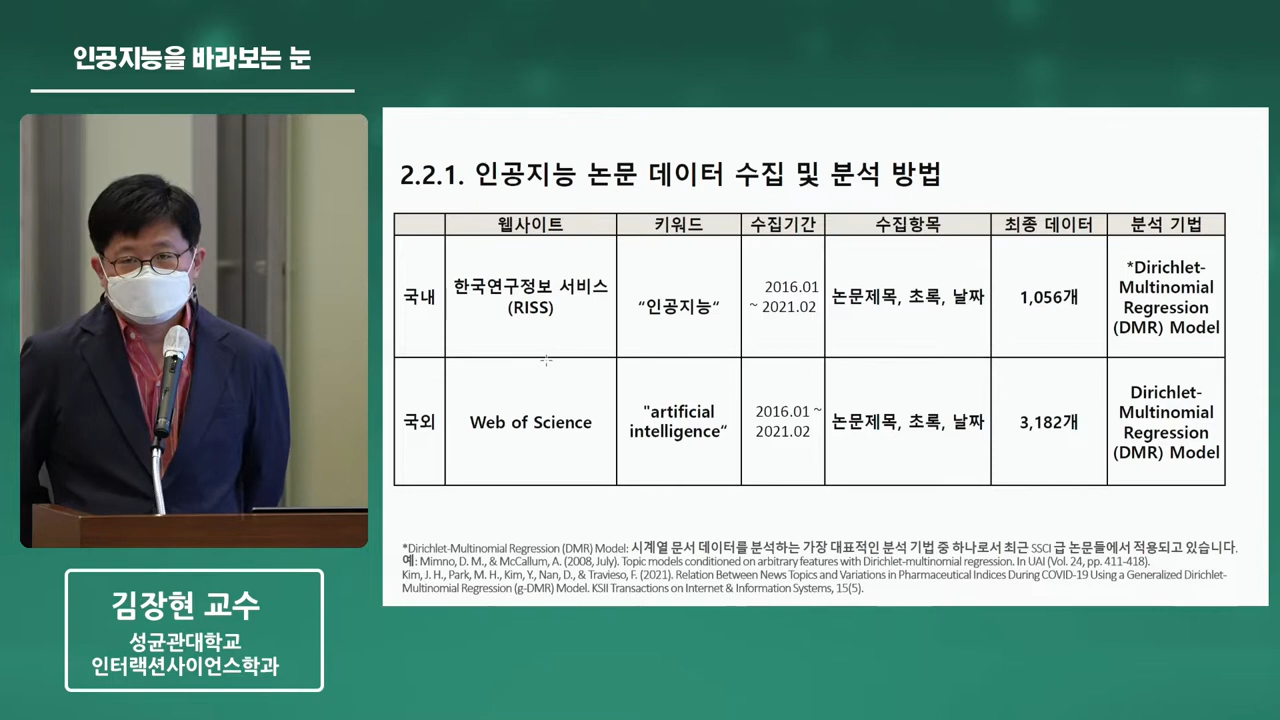 인공지능을 바라보는 눈
2.2.1. 인공지능 논문 데이터 수집 및 분석 방법
웹사이트 키워드 수집기간 수집항목 최종 데이터 분석 기법
국내 한국연구정보 서비스 (RISS) “인공지능“ 2016.01 ~ 2021.02 논문제목, 초록, 날짜 1,056개 *Dirichlet-Multinomial Regression (DMR) Model
국외 Web of Science "artificial intelligence“ 2016.01 ~ 2021.02 논문제목, 초록, 날짜 3,182개 Dirichlet-Multinomial Regression (DMR) Model
*Dirichlet-Multinomial Regression (DMR) Model: 시계열 문서 데이터를 분석하는 가장 대표적인 분석 기법 중 하나로서 최근 SSCI 급 논문들에서 적용되고 있습니다.
예: Mimno, D. M., & McCallum, A. (2008, July). Topic models conditioned on arbitrary features with Dirichlet-multinomial regression. In UAI (Vol. 24, pp. 411-418).
Kim, J. H., Park, M. H., Kim, Y., Nan, D., & Travieso, F. (2021). Relation Between News Topics and Variations in Pharmaceutical Indices During COVID-19 Using a Generalized Dirichlet-
Multinomial Regression (g-DMR) Model. KSII Transactions on Internet & Information Systems, 15(5).
김장현 교수
성균관대학교
인터랙션사이언스학과